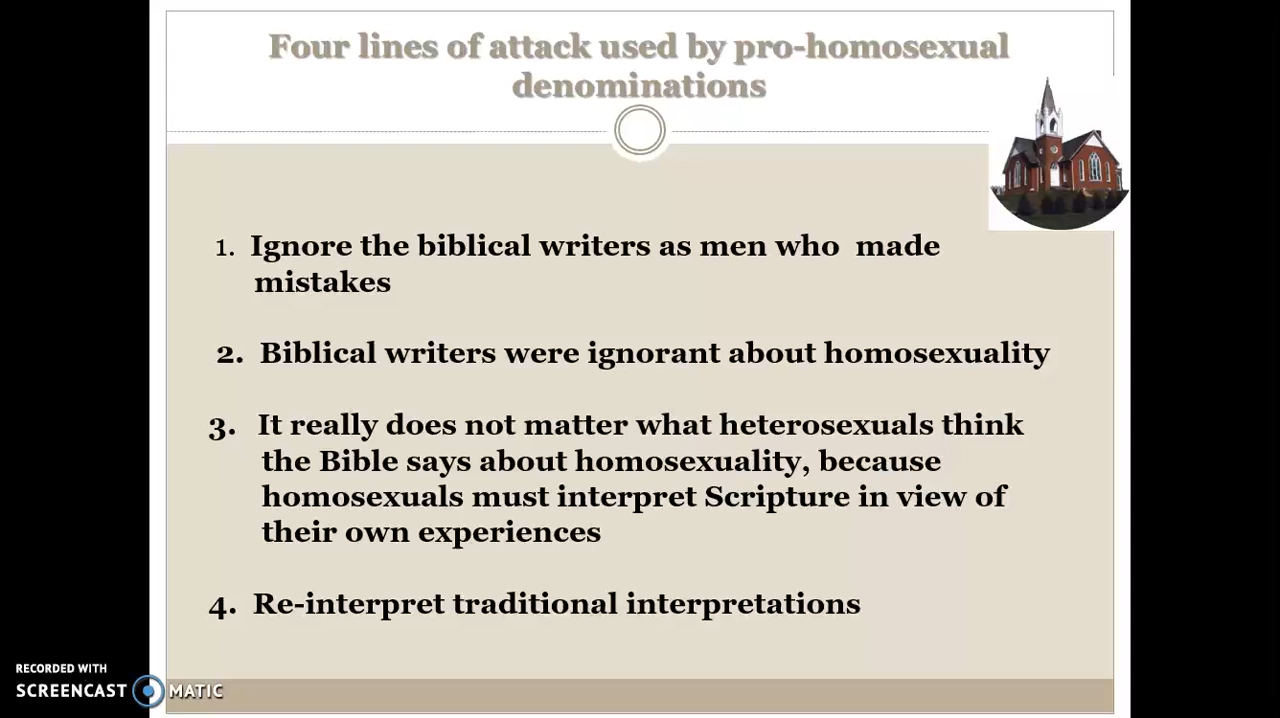 Four lines of attack used by pro-homosexual
denominations
1. Ignore the biblical writers as men who made
mistakes
2. Biblical writers were ignorant about homosexuality
3. It really does not matter what heterosexuals think
the Bible says about homosexuality, because
homosexuals must interpret Scripture in view of
their own experiences
4. Re-interpret traditional interpretations
RECORDED WITH
SCREENCAST MATIC